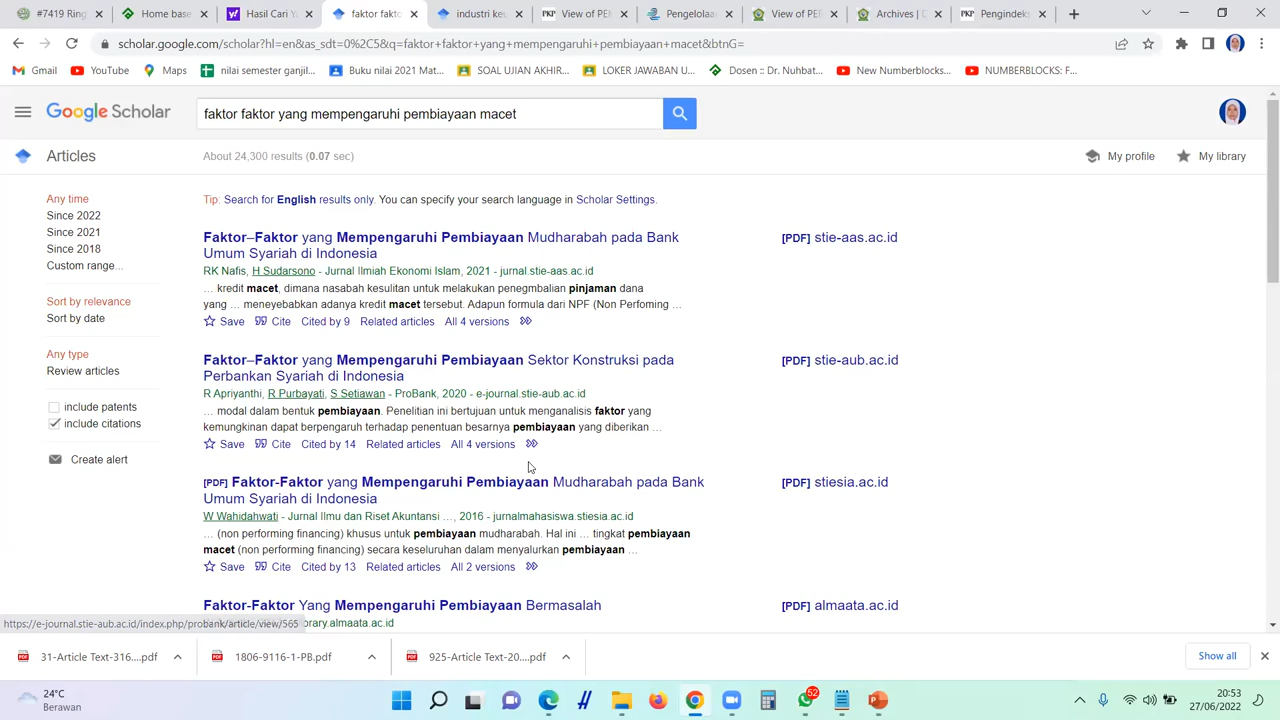 #7419 Ring
Home base
Hasil Cari Y
faktor fakto
industri keu
View of PEM
Pengelolaa
View of PEM
Archives | D
Pengindeks
scholar.google.com/scholar?hl=en&as_sdt=0%2C5&q=faktor+faktor+yang+mempengaruhi+pembiayaan+macet&btnG=
Gmail
YouTube
Maps
nilai semester ganjil...
Buku nilai 2021 Mat...
SOAL UJIAN AKHIR...
LOKER JAWABAN U...
Dosen :: Dr. Nuhbat...
New Numberblocks...
NUMBERBLOCKS: F...
Google Scholar
faktor faktor yang mempengaruhi pembiayaan macet
Articles
About 24,300 results (0.07 sec)
My profile
My library
Any time
Since 2022
Since 2021
Since 2018
Custom range...
Sort by relevance
Sort by date
Any type
Review articles
include patents
include citations
Create alert
Tip: Search for English results only. You can specify your search language in Scholar Settings.
Faktor–Faktor yang Mempengaruhi Pembiayaan Mudharabah pada Bank
Umum Syariah di Indonesia
RK Nafis, H Sudarsono - Jurnal Ilmiah Ekonomi Islam, 2021 - jurnal.stie-aas.ac.id
… kredit macet, dimana nasabah kesulitan untuk melakukan penegmbalian pinjaman dana
yang … meneyebabkan adanya kredit macet tersebut. Adapun formula dari NPF (Non Perfoming …
Save Cite Cited by 9 Related articles All 4 versions
[PDF] stie-aas.ac.id
Faktor–Faktor yang Mempengaruhi Pembiayaan Sektor Konstruksi pada
Perbankan Syariah di Indonesia
R Apriyanthi, R Purbayati, S Setiawan - ProBank, 2020 - e-journal.stie-aub.ac.id
… modal dalam bentuk pembiayaan. Penelitian ini bertujuan untuk menganalisis faktor yang
kemungkinan dapat berpengaruh terhadap penentuan besarnya pembiayaan yang diberikan …
Save Cite Cited by 14 Related articles All 4 versions
[PDF] stie-aub.ac.id
[PDF] Faktor-Faktor yang Mempengaruhi Pembiayaan Mudharabah pada Bank
Umum Syariah di Indonesia
W Wahidahwati - Jurnal Ilmu dan Riset Akuntansi …, 2016 - jurnalmahasiswa.stiesia.ac.id
… (non performing financing) khusus untuk pembiayaan mudharabah. Hal ini … tingkat pembiayaan
macet (non performing financing) secara keseluruhan dalam menyalurkan pembiayaan …
Save Cite Cited by 13 Related articles All 2 versions
[PDF] stiesia.ac.id
Faktor-Faktor Yang Mempengaruhi Pembiayaan Bermasalah
[PDF] almaata.ac.id
https://e-journal.stie-aub.ac.id/index.php/probank/article/view/565
brary.almaata.ac.id
31-Article Text-316....pdf
1806-9116-1-PB.pdf
925-Article Text-20....pdf
Show all
24°C
Berawan
52
20:53
27/06/2022